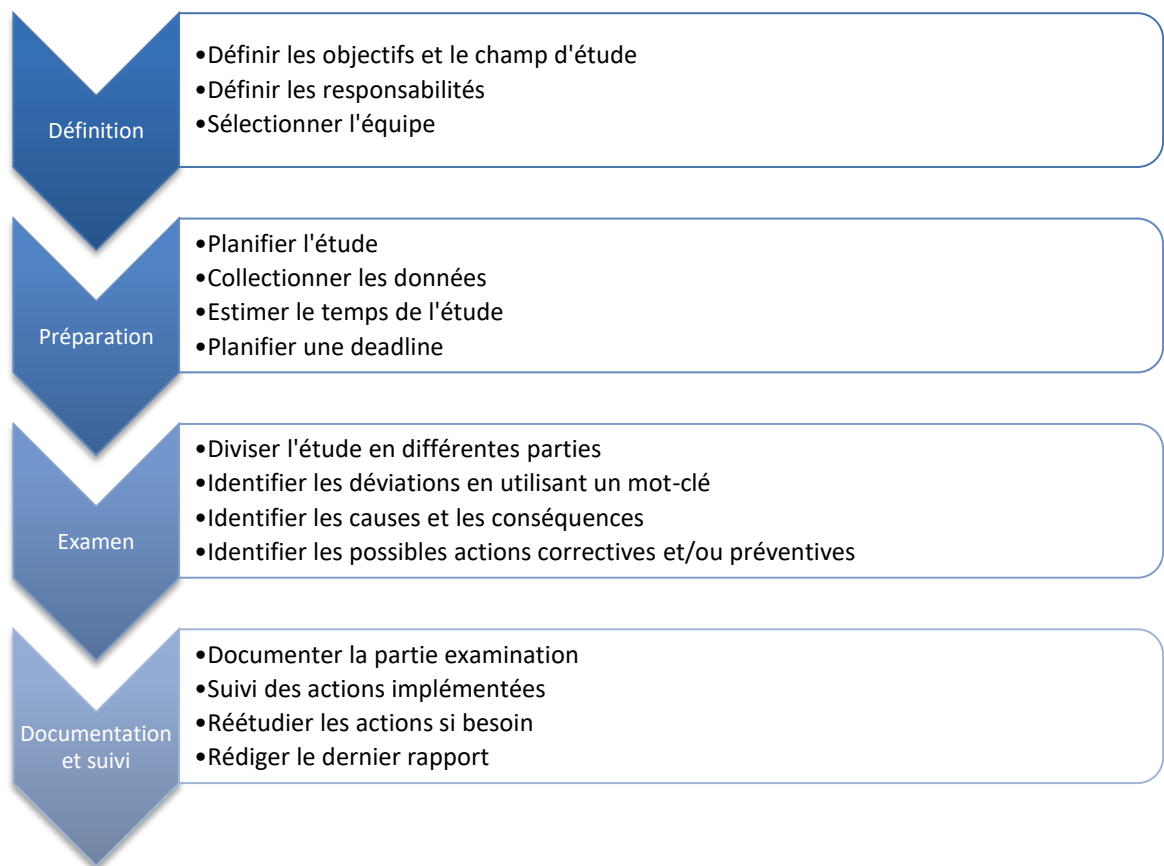 Définition
•Définir les objectifs et le champ d'étude
•Définir les responsabilités
•Sélectionner l'équipe
Préparation
•Planifier l'étude
•Collectionner les données
•Estimer le temps de l'étude
•Planifier une deadline
Examen
•Diviser l'étude en différentes parties
•Identifier les déviations en utilisant un mot-clé
•Identifier les causes et les conséquences
•Identifier les possibles actions correctives et/ou préventives
Documentation
et suivi
•Documenter la partie examination
•Suivi des actions implémentées
•Réétudier les actions si besoin
•Rédiger le dernier rapport